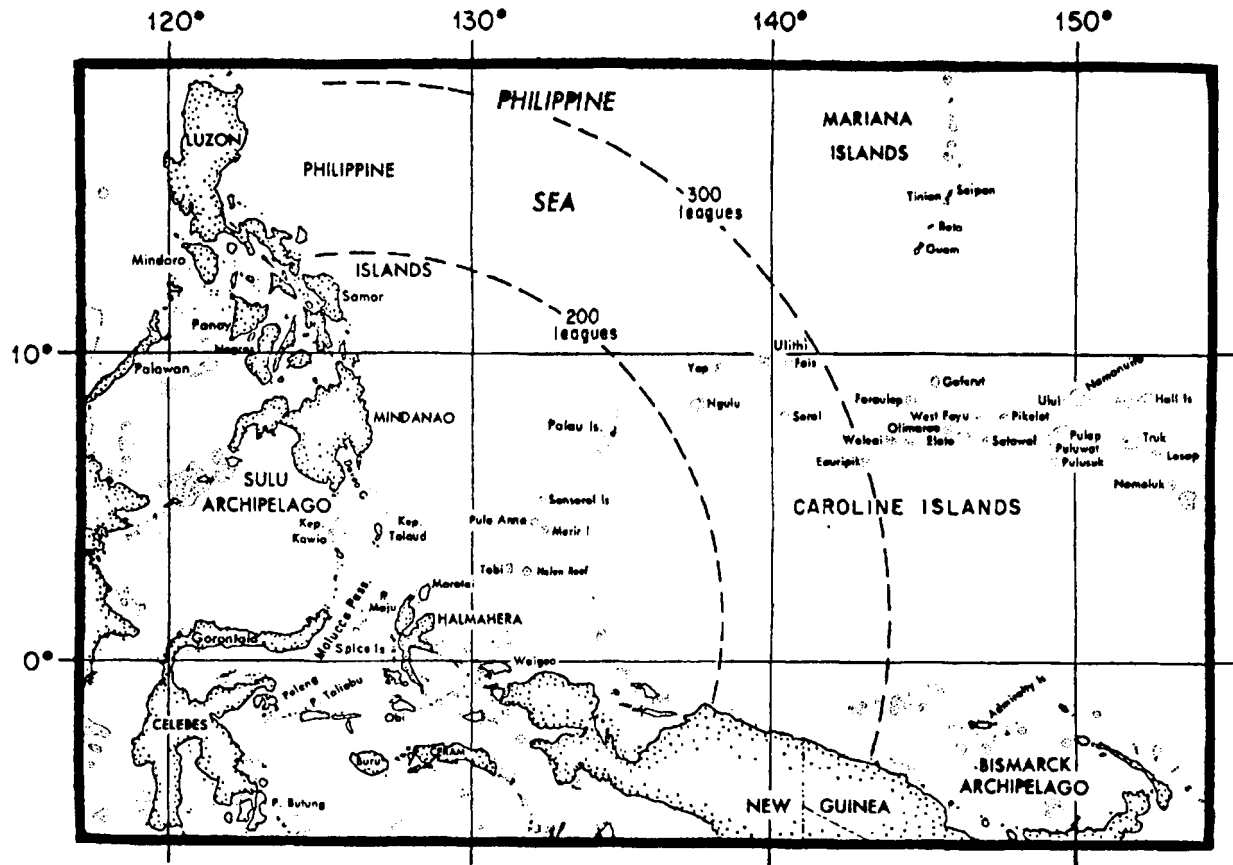 120° 130° 140° 150°
PHILIPPINE
SEA
MARIANA
ISLANDS
LUZON
PHILIPPINE
ISLANDS
300
leagues
Tinian Saipan
Rota
Guam
Mindoro
Samar
200
leagues
Panay
Negros
10°
Palawan
Ulithi
Fais
Yap
Ngulu
Sorol
Gaferut
Faraulep
West Fayu
Pikelot
Ulul
Namonuito
Hall Is
MINDANAO
Palau Is.
Olimarao
Woleai
Elato
Satawal
Pulap
Puluwat
Pulusuk
Truk
Losap
Eauripik
Namoluk
SULU
ARCHIPELAGO
Sonsorol Is
CAROLINE ISLANDS
Kep
Kawio
Kep
Talaud
Pulo Anna
Merir I
Tobi
Helen Reef
Morotai
P.
Maju
HALMAHERA
Molucca Pass.
Gorontalo
Spice Is
0°
Waigeo
Peleng
P. Taliabu
Obi
CELEBES
Buru
Admiralty Is
BISMARCK
ARCHIPELAGO
P. Butung
NEW GUINEA